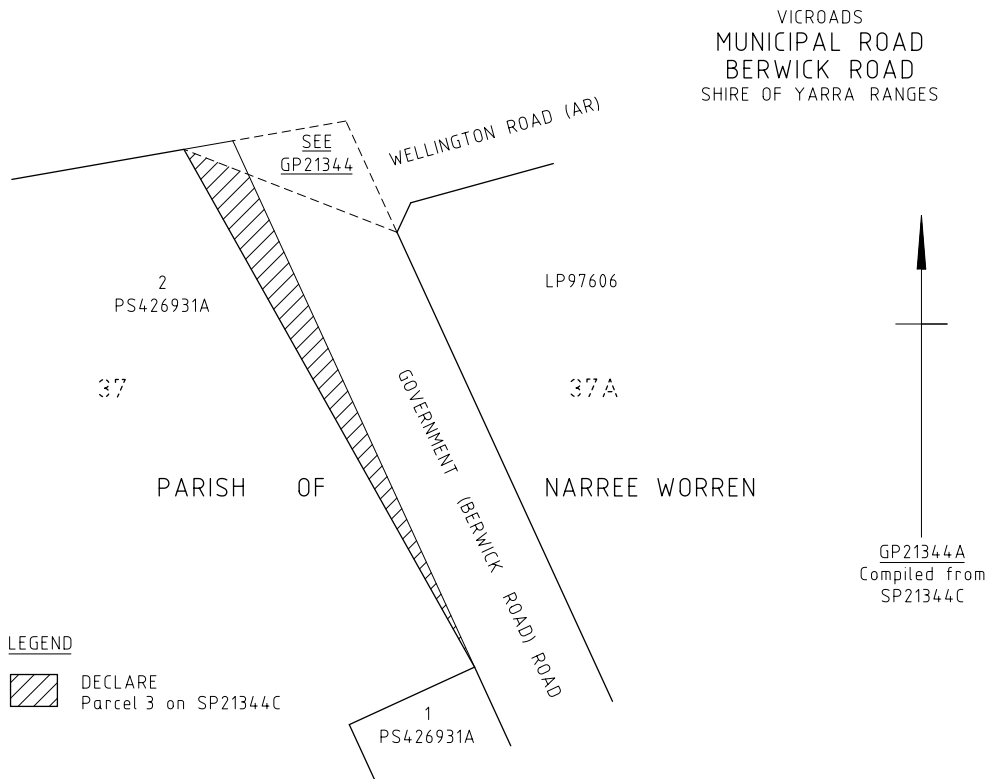 VICROADS
MUNICIPAL ROAD
BERWICK ROAD
SHIRE OF YARRA RANGES
WELLINGTON ROAD (AR)
SEE
GP21344
2
PS426931A
LP97606
37
37A
GOVERNMENT (BERWICK ROAD) ROAD
PARISH OF NARREE WORREN
GP21344A
Compiled from
SP21344C
LEGEND
DECLARE
Parcel 3 on SP21344C
1
PS426931A